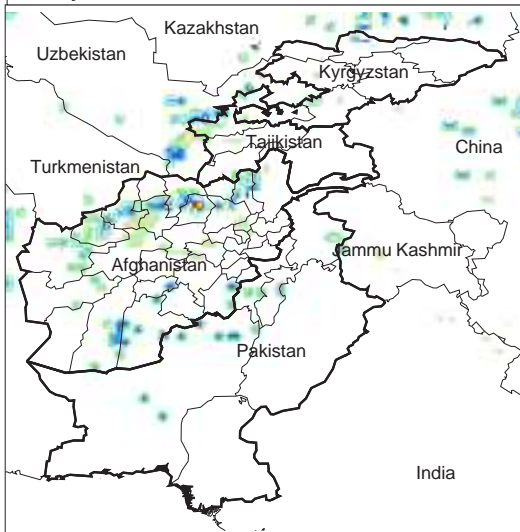 Kazakhstan
Uzbekistan
Kyrgyzstan
Tajikistan
China
Turkmenistan
Jammu Kashmir
Afghanistan
Pakistan
India